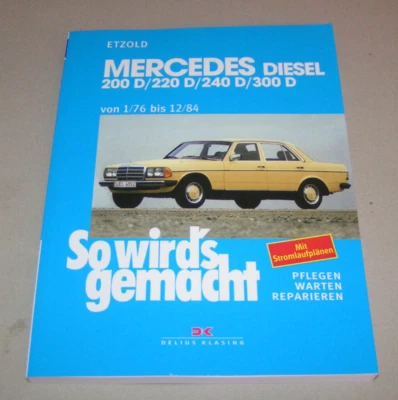 ETZOLD
MERCEDES DIESEL
200 D/220 D/240 D/300 D
von 1/76 bis 12/84
So wird's
gemacht
Mit
Stromlaufplänen
PFLEGEN
WARTEN
REPARIEREN
DK
DELIUS KLASING